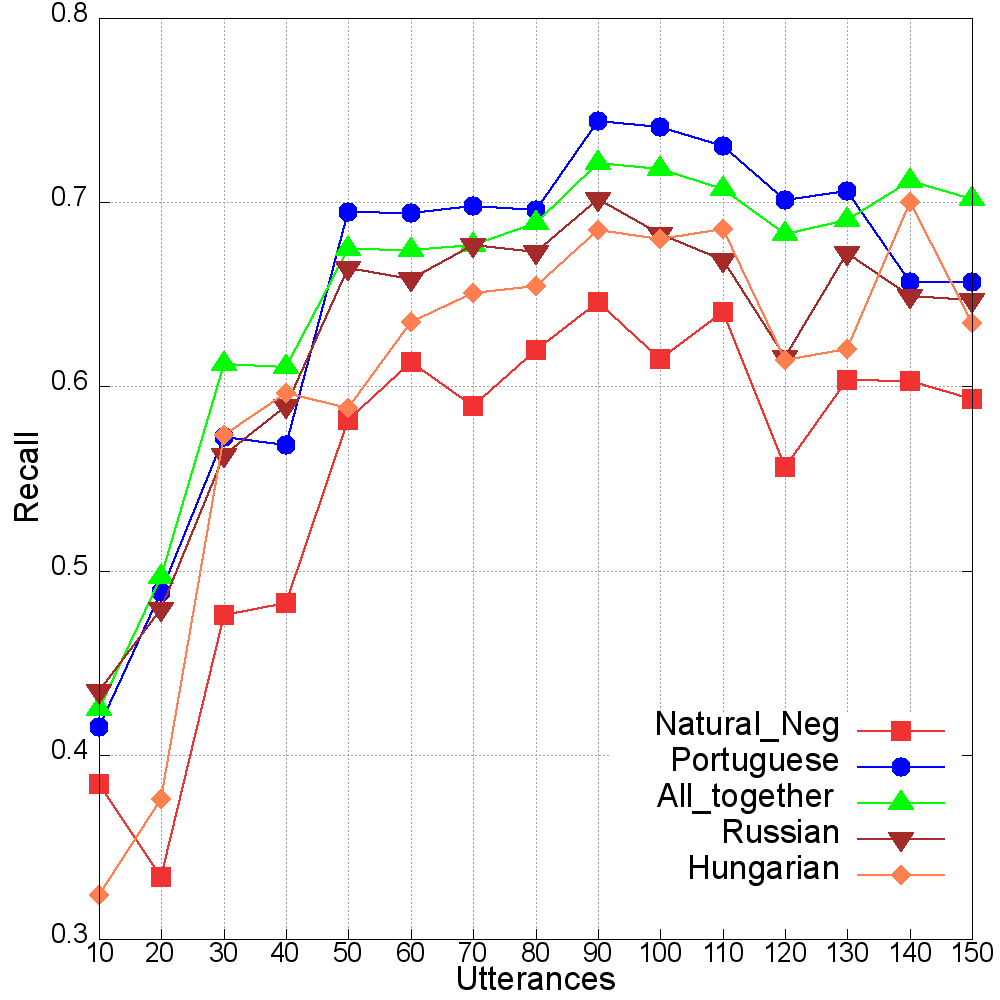 0.8
0.7
0.6
0.5
0.4
0.3
Recall
Natural_Neg
Portuguese
All_together
Russian
Hungarian
10 20 30 40 50 60 70 80 90 100 110 120 130 140 150
Utterances